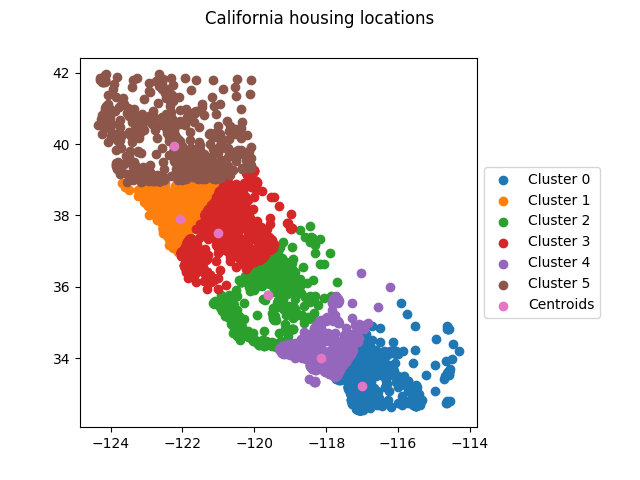 California housing locations
42
40
38
36
34
−124
−122
−120
−118
−116
−114
Cluster 0
Cluster 1
Cluster 2
Cluster 3
Cluster 4
Cluster 5
Centroids